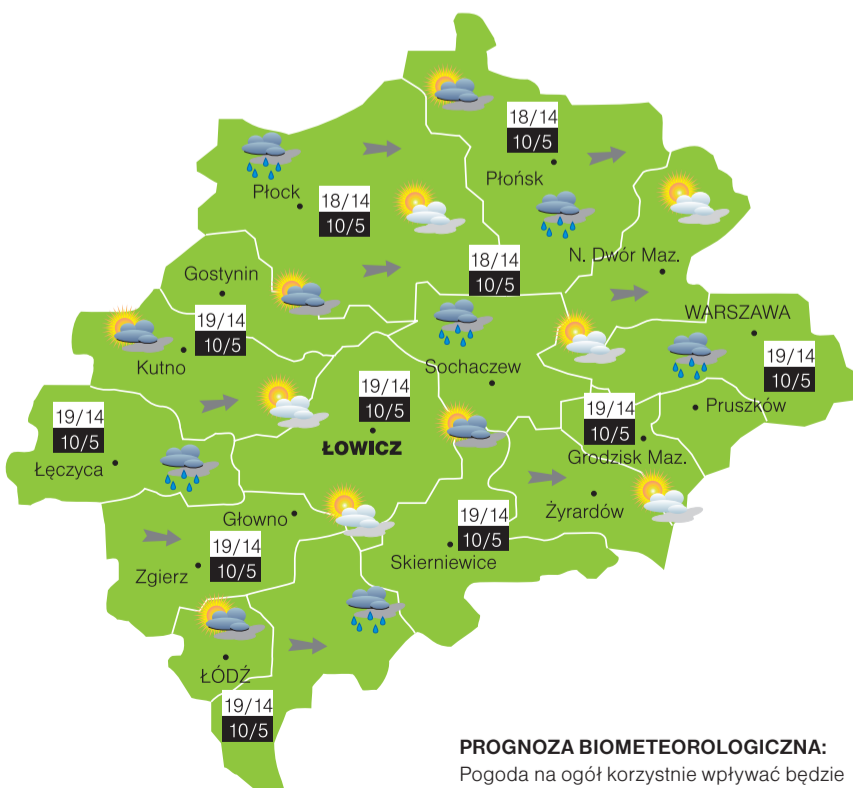 18/14
10/5
Płońsk
Płock
18/14
10/5
N. Dwór Maz.
18/14
10/5
Gostynin
WARSZAWA
19/14
10/5
Kutno
Sochaczew
19/14
10/5
Pruszków
19/14
10/5
ŁOWICZ
19/14
10/5
Grodzisk Maz.
19/14
10/5
Łęczyca
Żyrardów
Głowno
19/14
10/5
Skierniewice
19/14
10/5
Zgierz
ŁÓDŹ
19/14
10/5
PROGNOZA BIOMETEOROLOGICZNA:
Pogoda na ogół korzystnie wpływać będzie